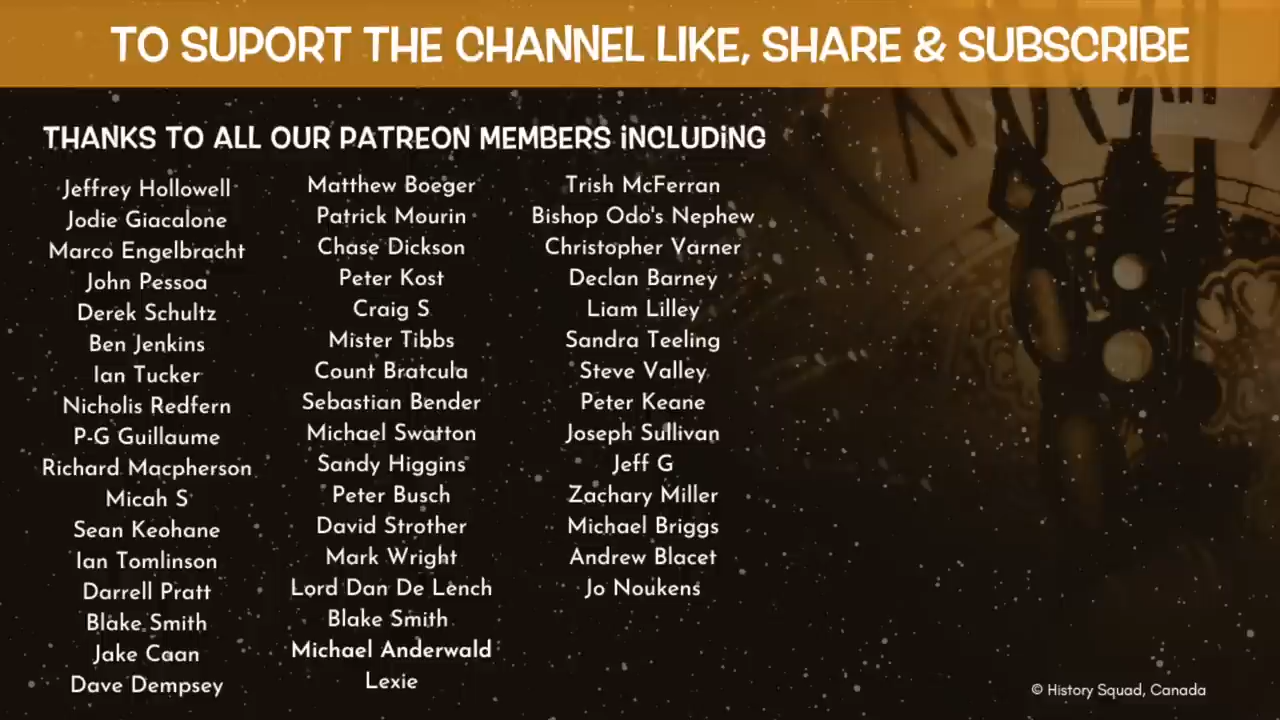 TO SUPORT THE CHANNEL LIKE, SHARE & SUBSCRIBE
THANKS TO ALL OUR PATREON MEMBERS INCLUDING
Jeffrey Hollowell
Jodie Giacalone
Marco Engelbracht
John Pessoa
Derek Schultz
Ben Jenkins
Ian Tucker
Nicholis Redfern
P-G Guillaume
Richard Macpherson
Micah S
Sean Keohane
Ian Tomlinson
Darrell Pratt
Blake Smith
Jake Caan
Dave Dempsey
Matthew Boeger
Patrick Mourin
Chase Dickson
Peter Kost
Craig S
Mister Tibbs
Count Bratcula
Sebastian Bender
Michael Swatton
Sandy Higgins
Peter Busch
David Strother
Mark Wright
Lord Dan De Lench
Blake Smith
Michael Anderwald
Lexie
Trish McFerran
Bishop Odo's Nephew
Christopher Varner
Declan Barney
Liam Lilley
Sandra Teeling
Steve Valley
Peter Keane
Joseph Sullivan
Jeff G
Zachary Miller
Michael Briggs
Andrew Blacet
Jo Noukens
© History Squad, Canada